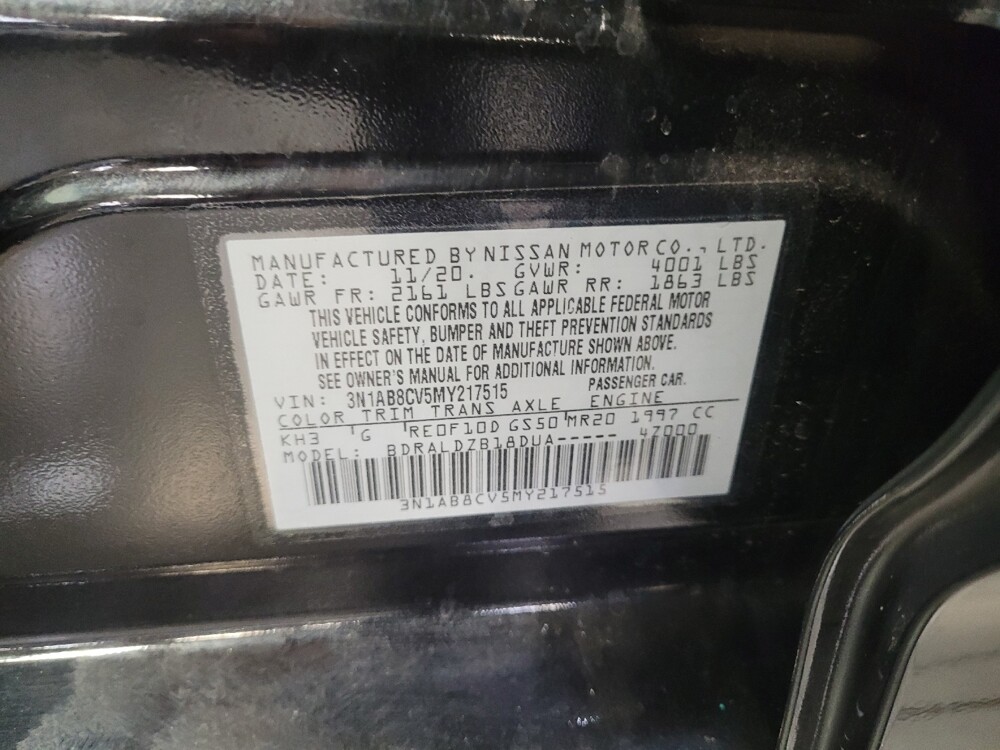 MANUFACTURED BY NISSAN MOTOR CO., LTD.
DATE: 11/20. GVWR: 4001 LBS
GAWR FR: 2161 LBS GAWR RR: 1863 LBS
THIS VEHICLE CONFORMS TO ALL APPLICABLE FEDERAL MOTOR
VEHICLE SAFETY, BUMPER AND THEFT PREVENTION STANDARDS
IN EFFECT ON THE DATE OF MANUFACTURE SHOWN ABOVE.
SEE OWNER'S MANUAL FOR ADDITIONAL INFORMATION.
VIN: 3N1AB8CV5MY217515 PASSENGER CAR.
COLOR TRIM TRANS AXLE ENGINE
KH3 G RE0F10D GS50 MR20 1997 CC
MODEL: BDRALDZB18DUA----- 47000
3N1AB8CV5MY217515